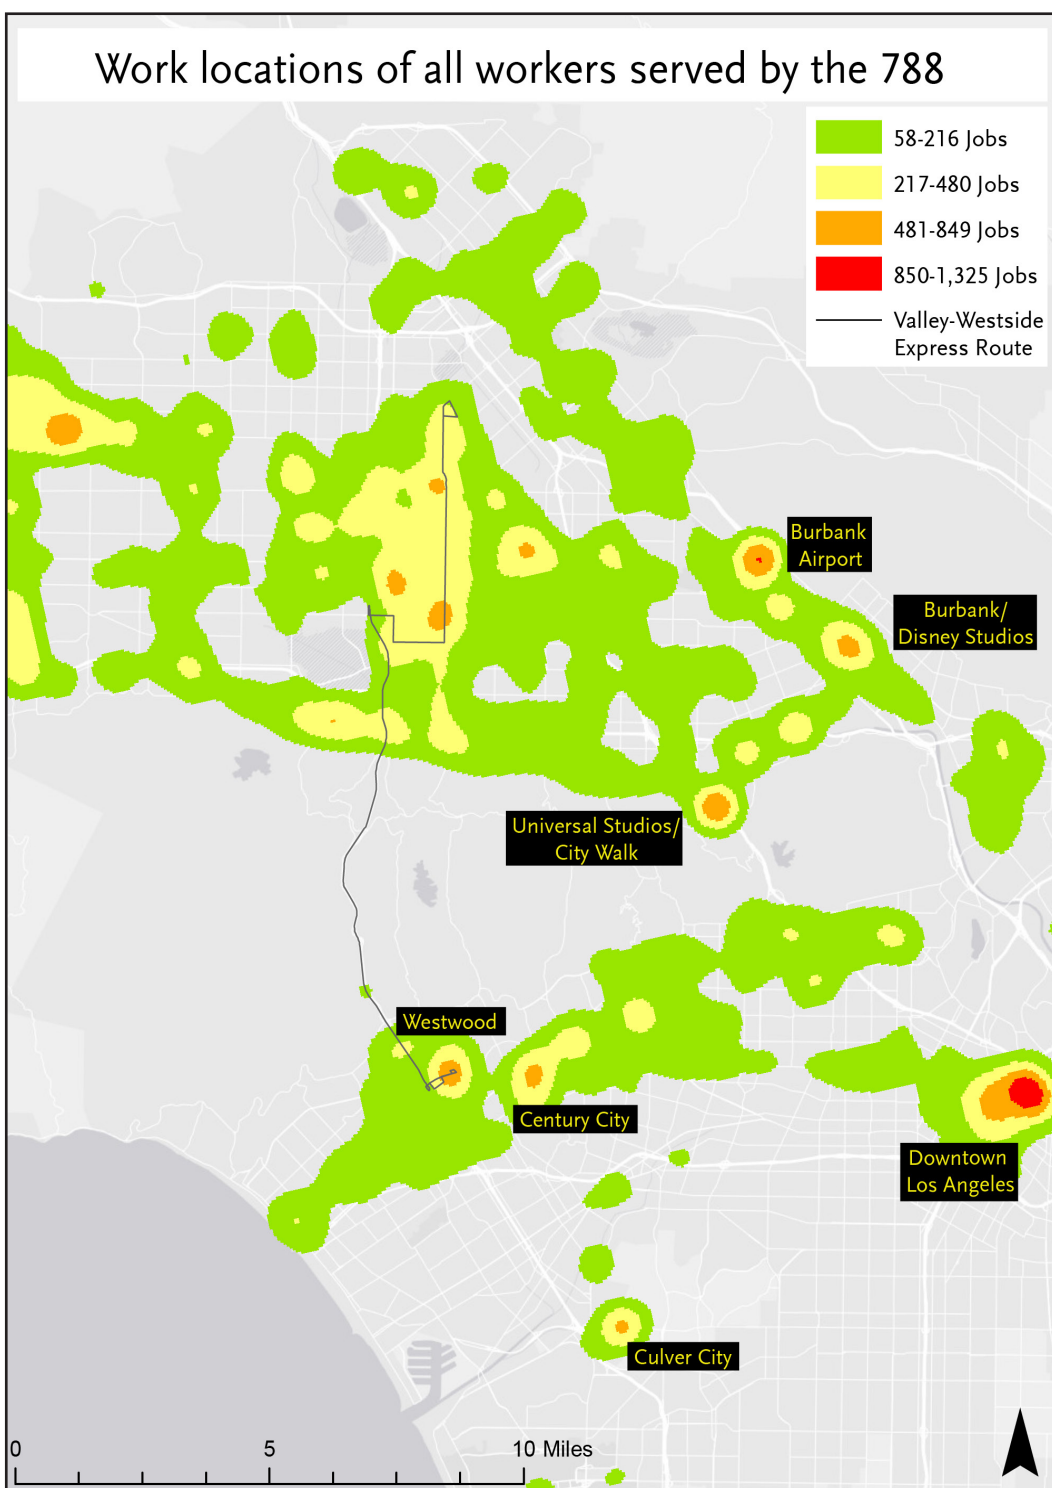 Work locations of all workers served by the 788
58-216 Jobs
217-480 Jobs
481-849 Jobs
850-1,325 Jobs
Valley-Westside
Express Route
Burbank
Airport
Burbank/
Disney Studios
Universal Studios/
City Walk
Westwood
Century City
Downtown
Los Angeles
Culver City
0 5 10 Miles